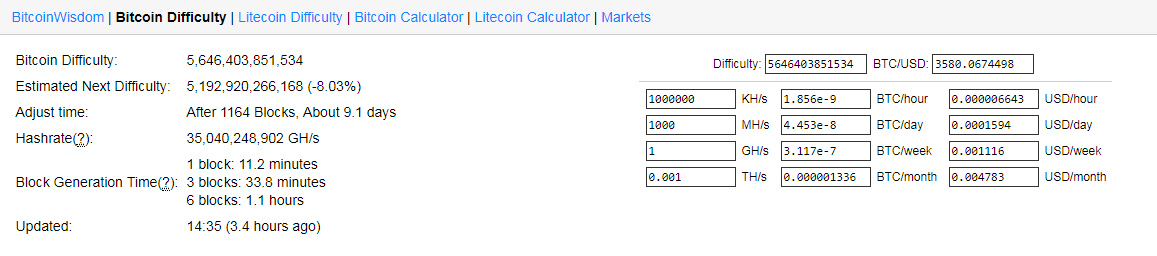 BitcoinWisdom | Bitcoin Difficulty | Litecoin Difficulty | Bitcoin Calculator | Litecoin Calculator | Markets
Bitcoin Difficulty: 5,646,403,851,534
Estimated Next Difficulty: 5,192,920,266,168 (-8.03%)
Adjust time: After 1164 Blocks, About 9.1 days
Hashrate(?): 35,040,248,902 GH/s
Block Generation Time(?): 1 block: 11.2 minutes
3 blocks: 33.8 minutes
6 blocks: 1.1 hours
Updated: 14:35 (3.4 hours ago)
Difficulty: 5646403851534 BTC/USD: 3580.0674498
1000000 KH/s 1.856e-9 BTC/hour 0.000006643 USD/hour
1000 MH/s 4.453e-8 BTC/day 0.0001594 USD/day
1 GH/s 3.117e-7 BTC/week 0.001116 USD/week
0.001 TH/s 0.000001336 BTC/month 0.004783 USD/month